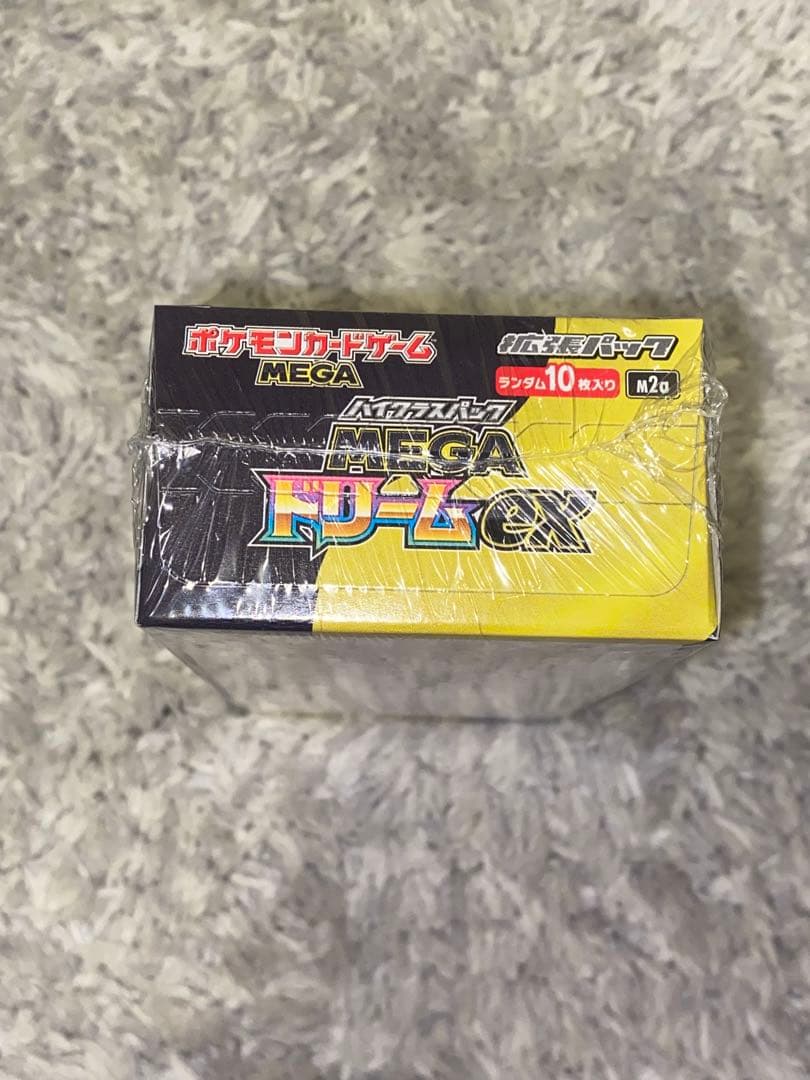 ポケモンカードゲーム
MEGA
拡張パック
ランダム10枚入り
M2a
ハイクラスパック
MEGA
ドリームex